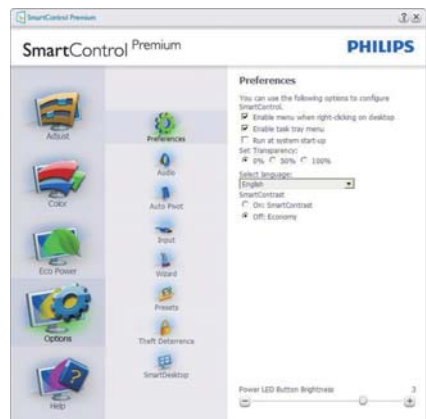 SmartControl Premium
SmartControl Premium
PHILIPS
Adjust
Color
Eco Power
Options
Help
Preferences
Audio
Auto Pivot
Input
Wizard
Presets
Theft Deterrence
SmartDesktop
Preferences
You can use the following options to configure
SmartControl.
Enable menu when right-clicking on desktop
Enable task tray menu
Run at system start-up
Set Transparency:
0% 50% 100%
Select language:
English
SmartContrast
On: SmartContrast
Off: Economy
Power LED Button Brightness 3